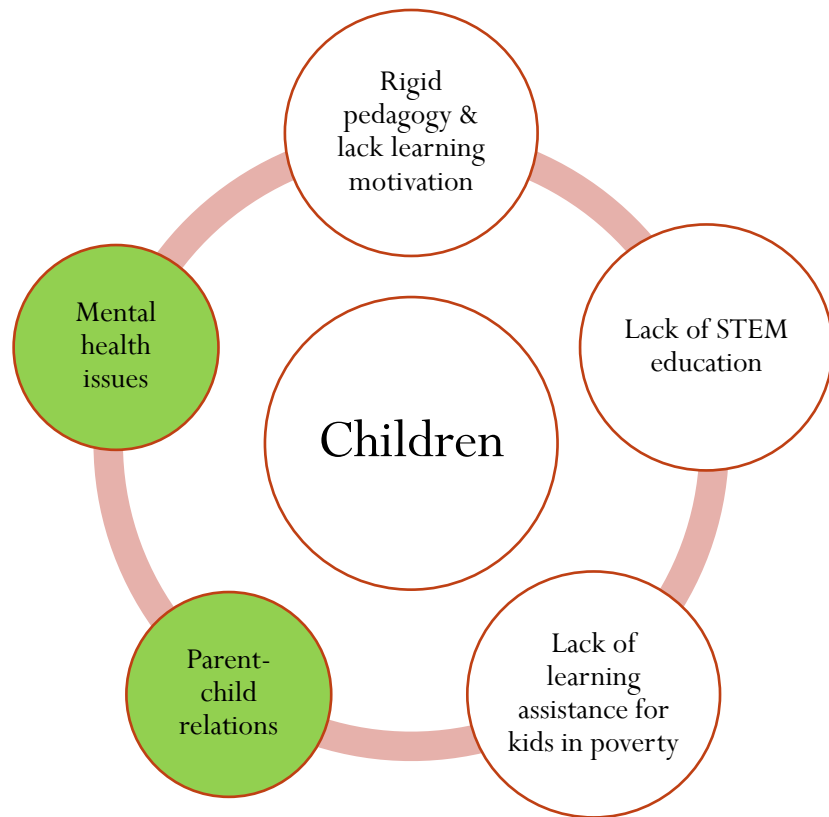 Rigid
pedagogy &
lack learning
motivation
Lack of STEM
education
Lack of
learning
assistance for
kids in poverty
Parent-
child
relations
Mental
health
issues
Children